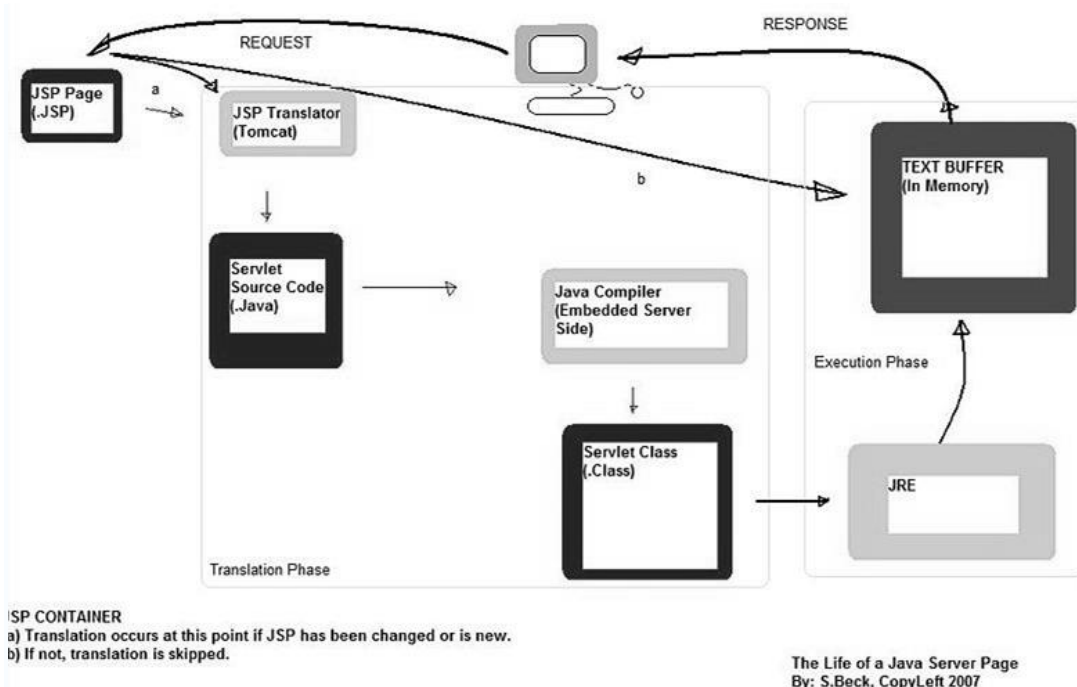 REQUEST
RESPONSE
JSP Page
(.JSP)
a
JSP Translator
(Tomcat)
b
TEXT BUFFER
(In Memory)
Servlet
Source Code
(.Java)
Java Compiler
(Embedded Server
Side)
Execution Phase
Servlet Class
(.Class)
JRE
Translation Phase
JSP CONTAINER
a) Translation occurs at this point if JSP has been changed or is new.
b) If not, translation is skipped.
The Life of a Java Server Page
By: S.Beck, CopyLeft 2007